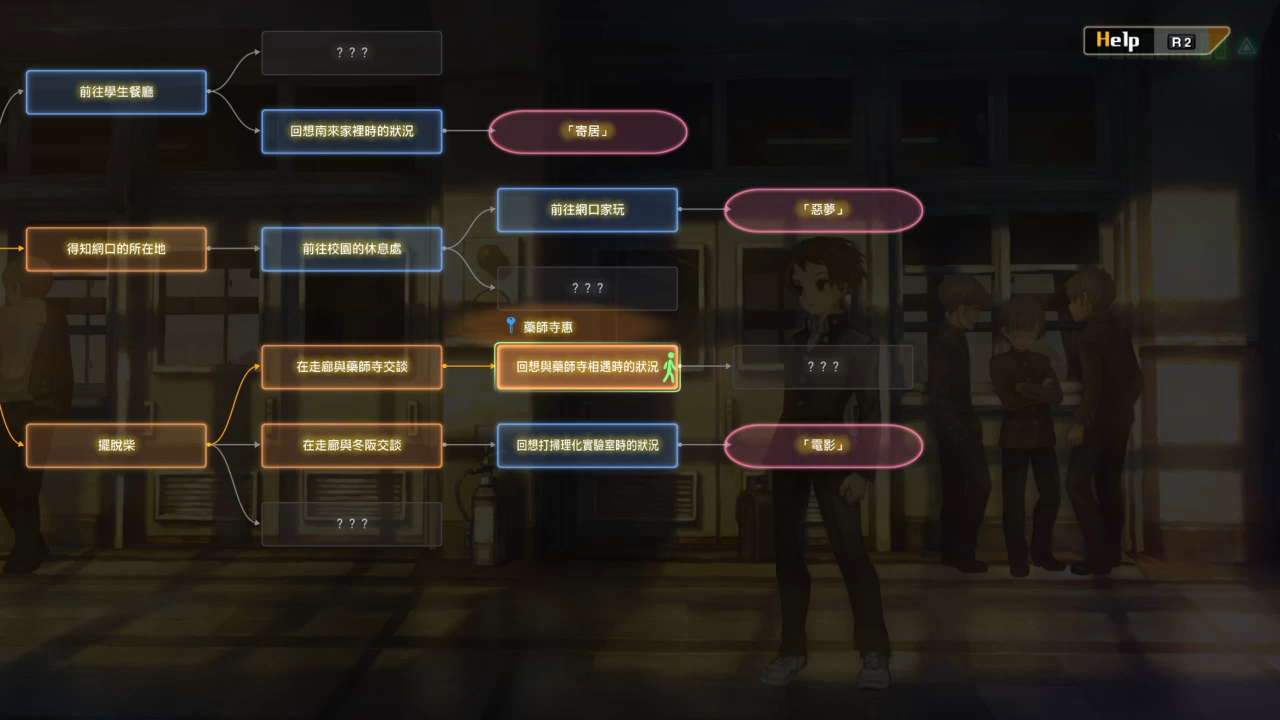 Help R2
？？？
前往學生餐廳
回想南來家裡時的狀況
「寄居」
前往網口家玩
「惡夢」
得知網口的所在地
前往校園的休息處
？？？
藥師寺惠
在走廊與藥師寺交談
回想與藥師寺相遇時的狀況
？？？
擺脫柴
在走廊與冬阪交談
回想打掃理化實驗室時的狀況
「電影」
？？？